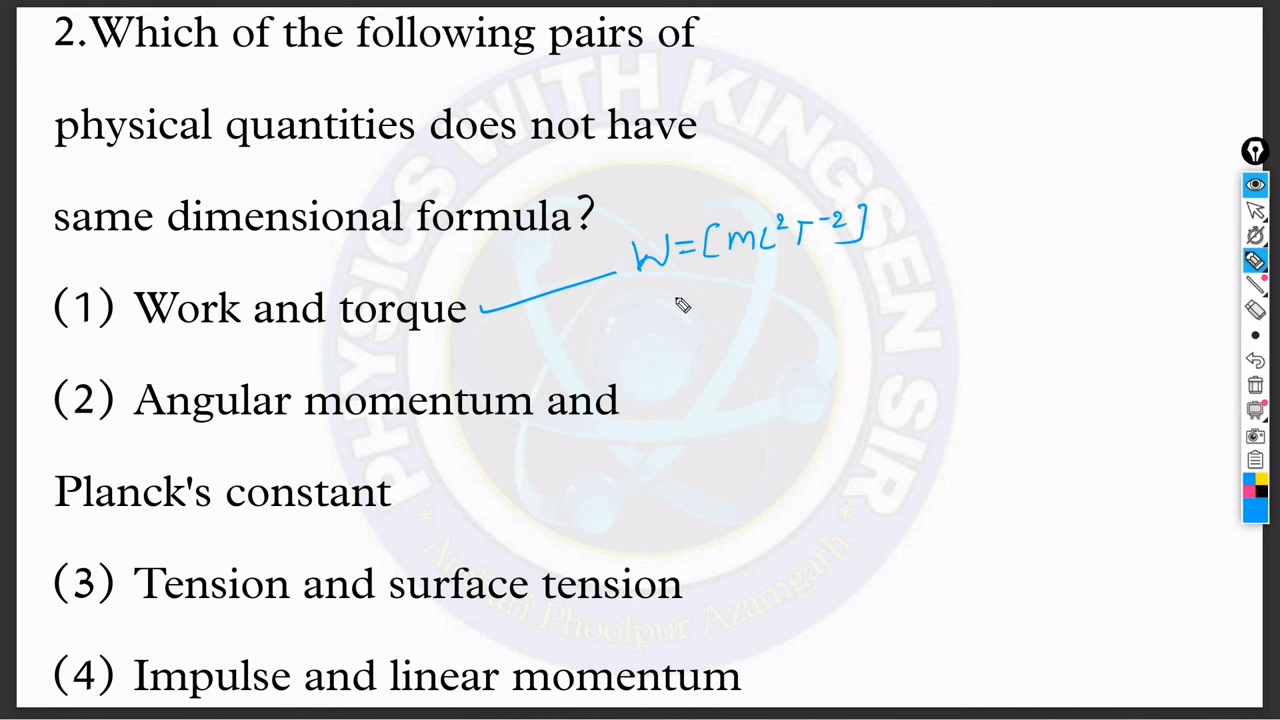 2.Which of the following pairs of
physical quantities does not have
same dimensional formula?
W=[ML²T⁻²]
(1) Work and torque
(2) Angular momentum and
Planck's constant
(3) Tension and surface tension
(4) Impulse and linear momentum
PHYSICS WITH KINGSEN SIR
Phoolpur Azamgarh